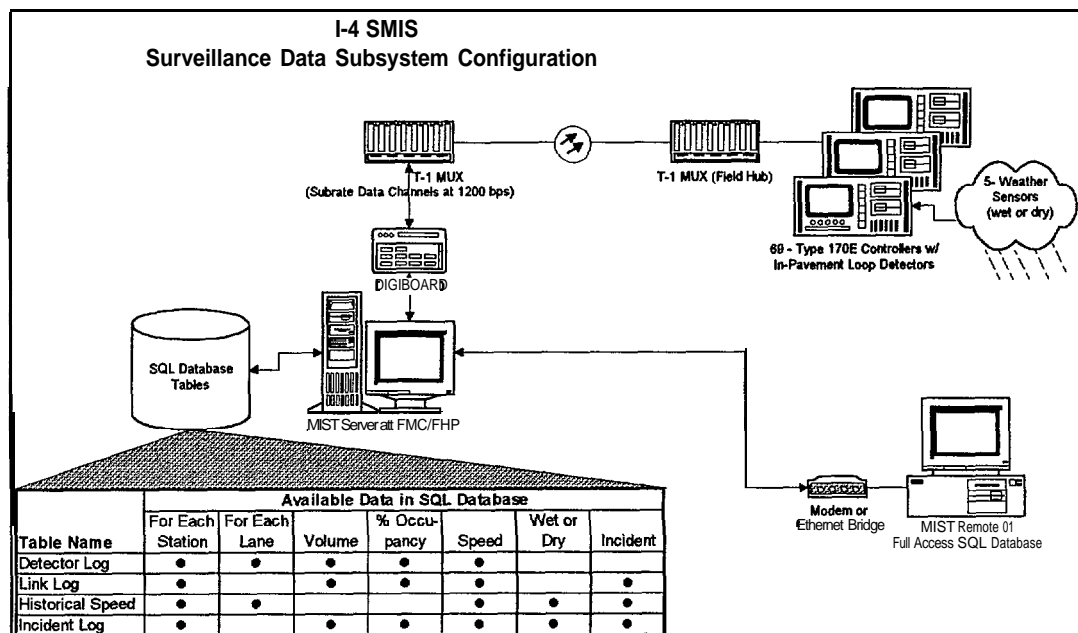 I-4 SMIS
Surveillance Data Subsystem Configuration
T-1 MUX
(Subrate Data Channels at 1200 bps)
T-1 MUX (Field Hub)
5- Weather
Sensors
(wet or dry)
69 - Type 170E Controllers w/
In-Pavement Loop Detectors
DIGIBOARD
SQL Database
Tables
MIST Server att FMC/FHP
Modem or
Ethernet Bridge
MIST Remote 01
Full Access SQL Database
Available Data in SQL Database
Table Name
For Each
Station
For Each
Lane
Volume
% Occu-
pancy
Speed
Wet or
Dry
Incident
Detector Log ● ● ● ● ●
Link Log ● ● ● ● ●
Historical Speed ● ● ● ● ●
Incident Log ● ● ● ● ● ●